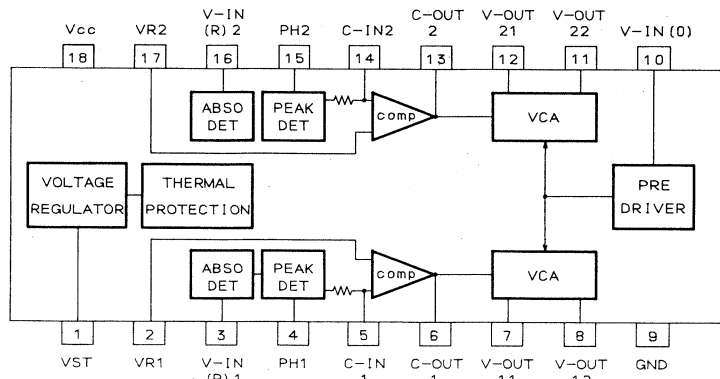 Vcc VR2 V-IN (R) 2 PH2 C-IN2 C-OUT 2 V-OUT 21 V-OUT 22 V-IN (O)
18 17 16 15 14 13 12 11 10
ABSO DET
PEAK DET
comp
VCA
VOLTAGE REGULATOR
THERMAL PROTECTION
PRE DRIVER
ABSO DET
PEAK DET
comp
VCA
1 2 3 4 5 6 7 8 9
VST VR1 V-IN (R) 1 PH1 C-IN 1 C-OUT 1 V-OUT 11 V-OUT 12 GND